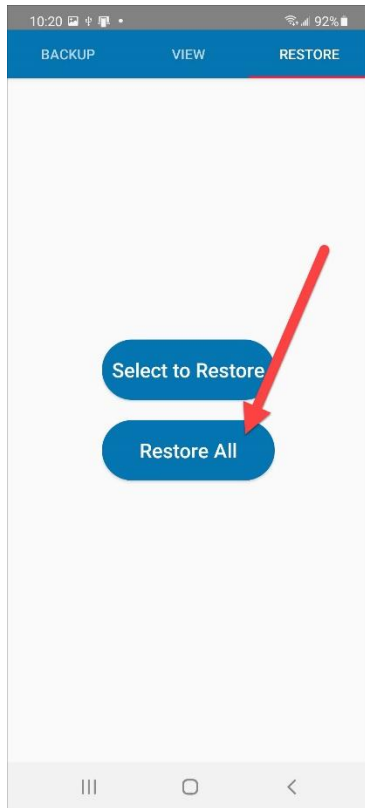 10:20 92%
BACKUP VIEW RESTORE
Select to Restore
Restore All